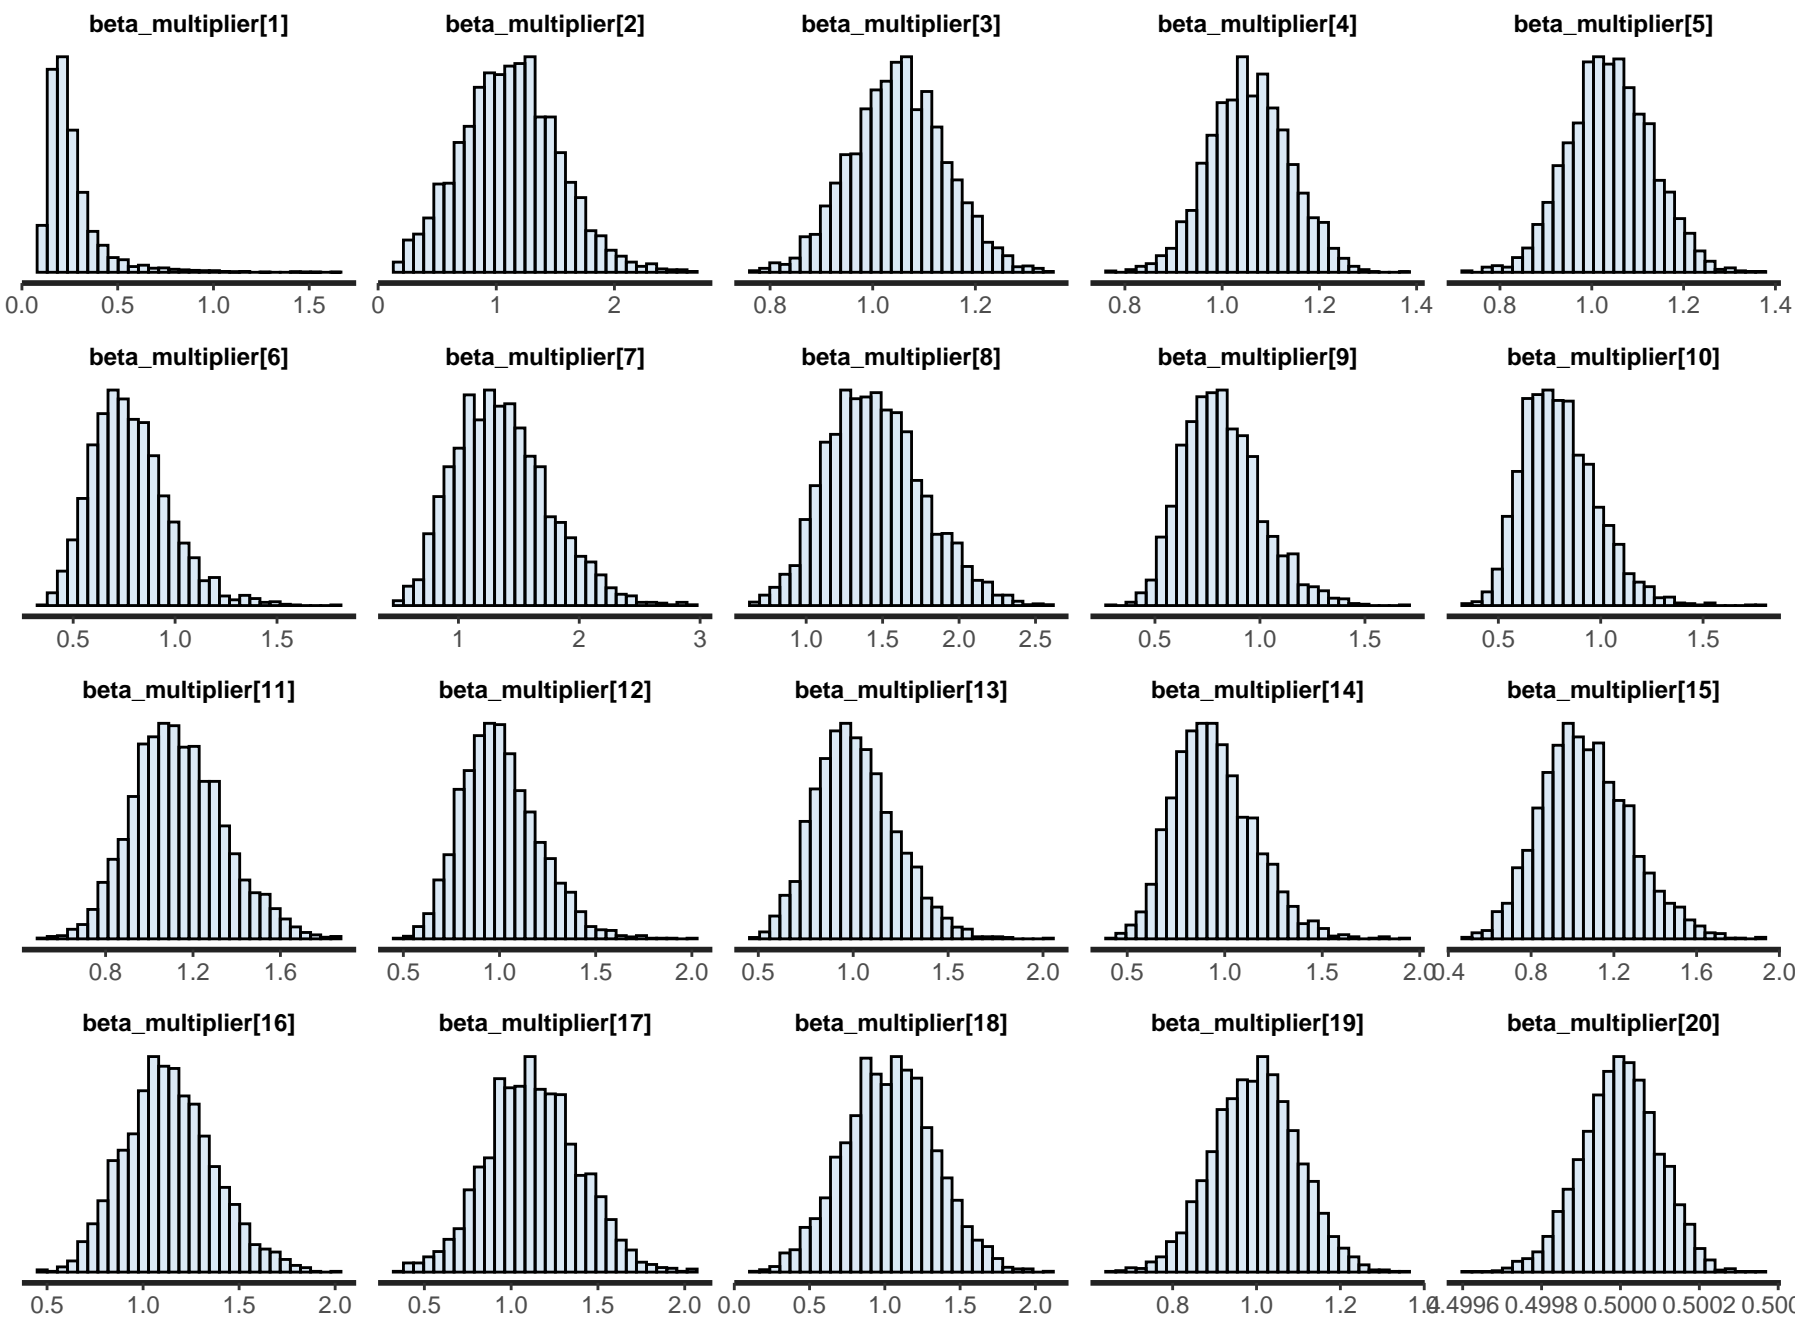 beta_multiplier[1] beta_multiplier[2] beta_multiplier[3] beta_multiplier[4] beta_multiplier[5]
0.0 0.5 1.0 1.5 0 1 2 0.8 1.0 1.2 0.8 1.0 1.2 1.4 0.8 1.0 1.2 1.4
beta_multiplier[6] beta_multiplier[7] beta_multiplier[8] beta_multiplier[9] beta_multiplier[10]
0.5 1.0 1.5 1 2 3 1.0 1.5 2.0 2.5 0.5 1.0 1.5 0.5 1.0 1.5
beta_multiplier[11] beta_multiplier[12] beta_multiplier[13] beta_multiplier[14] beta_multiplier[15]
0.8 1.2 1.6 0.5 1.0 1.5 2.0 0.5 1.0 1.5 2.0 0.5 1.0 1.5 2.0 0.4 0.8 1.2 1.6 2.0
beta_multiplier[16] beta_multiplier[17] beta_multiplier[18] beta_multiplier[19] beta_multiplier[20]
0.5 1.0 1.5 2.0 0.5 1.0 1.5 2.0 0.0 0.5 1.0 1.5 2.0 0.8 1.0 1.2 1.4 0.4996 0.4998 0.5000 0.5002